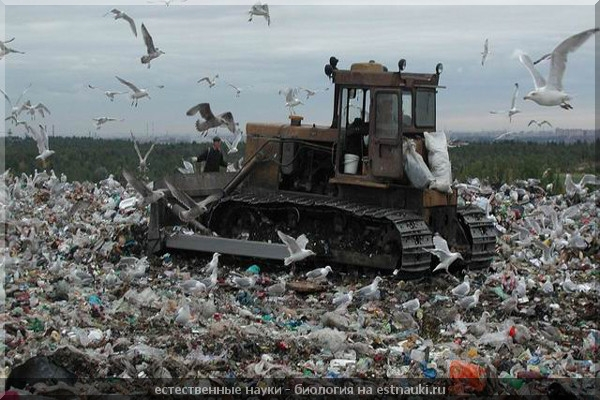 естественные науки - биология на estnauki.ru